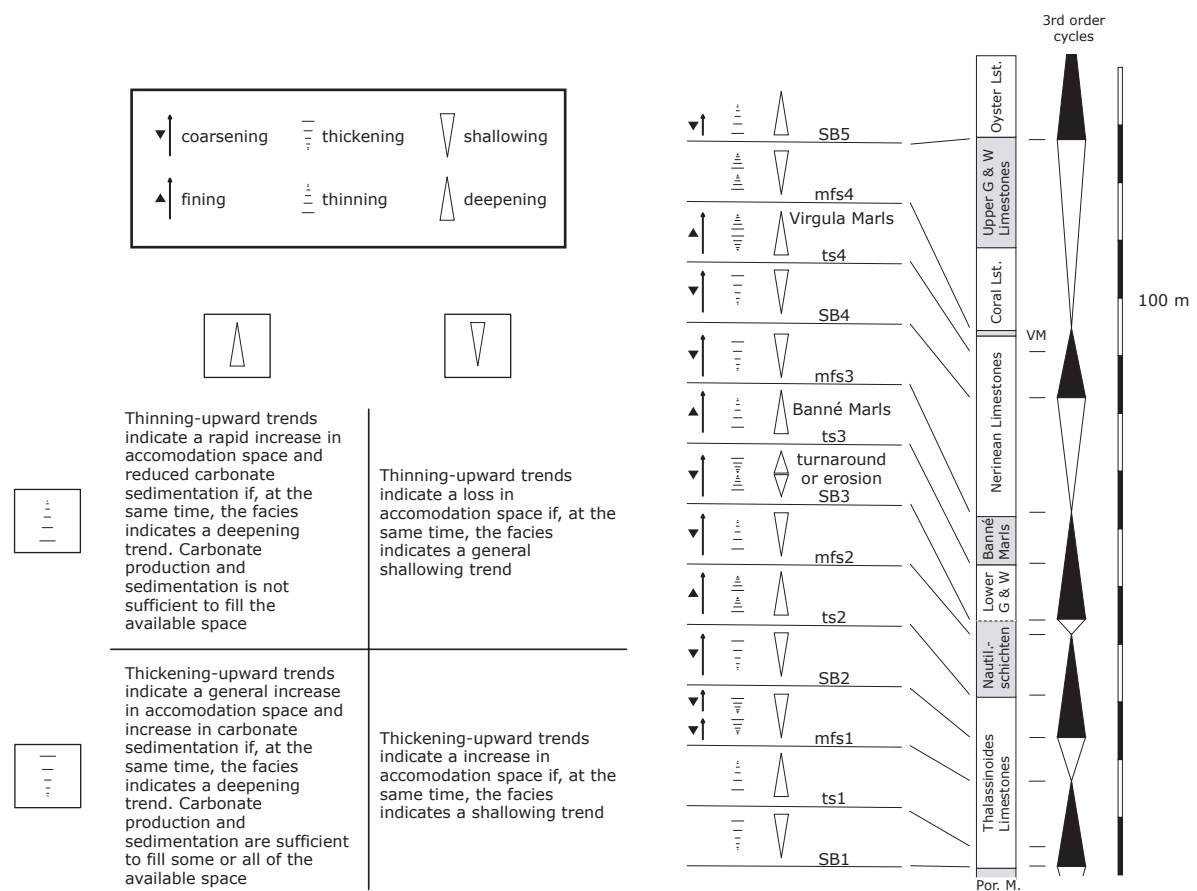 coarsening
thickening
shallowing
fining
thinning
deepening
Thinning-upward trends
indicate a rapid increase in
accomodation space and
reduced carbonate
sedimentation if, at the
same time, the facies
indicates a deepening
trend. Carbonate
production and
sedimentation is not
sufficient to fill the
available space
Thinning-upward trends
indicate a loss in
accomodation space if, at the
same time, the facies
indicates a general
shallowing trend
Thickening-upward trends
indicate a general increase
in accomodation space and
increase in carbonate
sedimentation if, at the
same time, the facies
indicates a deepening
trend. Carbonate
production and
sedimentation are sufficient
to fill some or all of the
available space
Thickening-upward trends
indicate a increase in
accomodation space if, at the
same time, the facies
indicates a shallowing trend
SB5
mfs4
Virgula Marls
ts4
SB4
mfs3
Banné Marls
ts3
turnaround
or erosion
SB3
mfs2
ts2
SB2
mfs1
ts1
SB1
3rd order
cycles
Oyster Lst.
Upper G & W
Limestones
Coral Lst.
VM
Nerinean Limestones
Banné
Marls
Lower
G & W
Nautil.-
schichten
Thalassinoides
Limestones
Por. M.
100 m